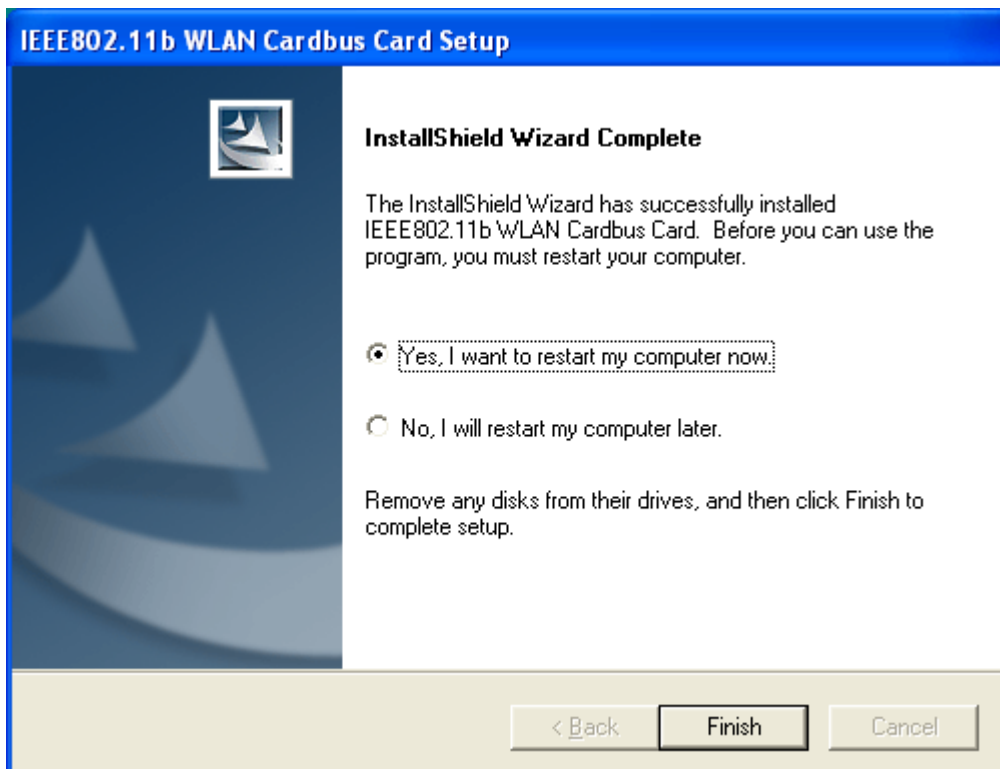 IEEE802.11b WLAN Cardbus Card Setup
InstallShield Wizard Complete
The InstallShield Wizard has successfully installed
IEEE802.11b WLAN Cardbus Card.  Before you can use the
program, you must restart your computer.
Yes, I want to restart my computer now.
No, I will restart my computer later.
Remove any disks from their drives, and then click Finish to
complete setup.
< Back
Finish
Cancel